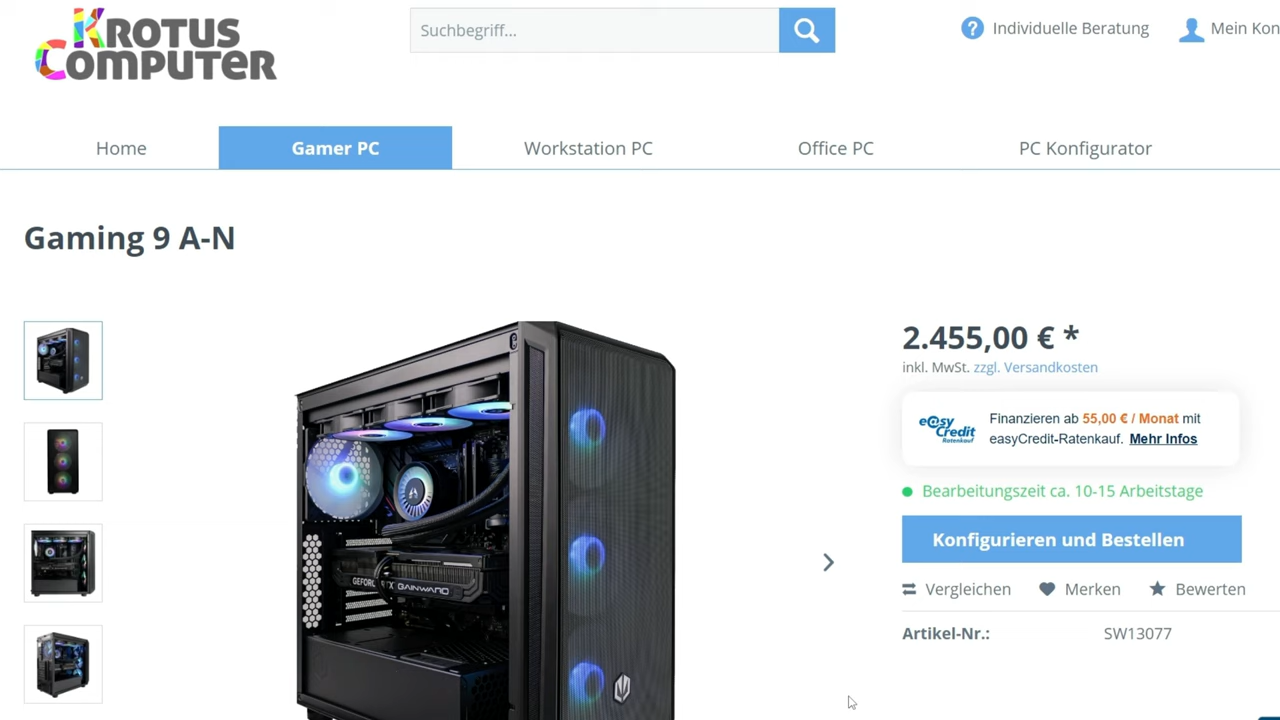 KROTUS
COMPUTER
Suchbegriff...
Individuelle Beratung
Mein Kon
Home
Gamer PC
Workstation PC
Office PC
PC Konfigurator
Gaming 9 A-N
2.455,00 € *
inkl. MwSt. zzgl. Versandkosten
e@sy
Credit
Ratenkauf
Finanzieren ab 55,00 € / Monat mit
easyCredit-Ratenkauf. Mehr Infos
Bearbeitungszeit ca. 10-15 Arbeitstage
Konfigurieren und Bestellen
Vergleichen
Merken
Bewerten
Artikel-Nr.: SW13077
GEFORCE RTX
GAINWARD